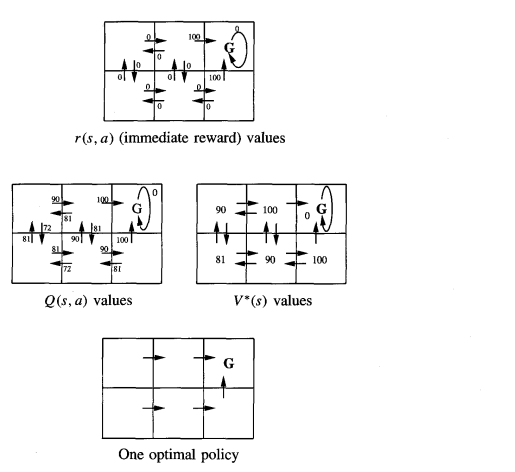 0
0 100 G
0
0 0 0 0 100
0 0
0 0
r(s, a) (immediate reward) values
0
90 100 G
81
72 81
81 90 100
81 90
72 81
Q(s, a) values
90 100 0 G
81 90 100
V*(s) values
G
One optimal policy